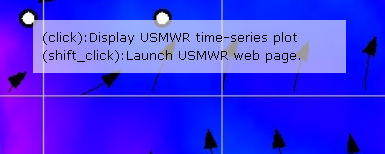 (click):Display USMWR time-series plot
(shift_click):Launch USMWR web page.